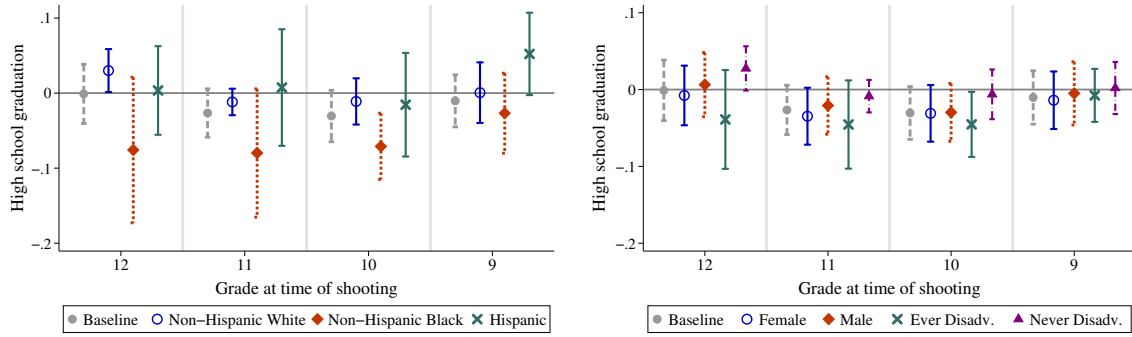 High school graduation
.1
0
-.1
-.2
12 11 10 9
Grade at time of shooting
Baseline Non-Hispanic White Non-Hispanic Black Hispanic
High school graduation
.1
0
-.1
-.2
12 11 10 9
Grade at time of shooting
Baseline Female Male Ever Disadv. Never Disadv.